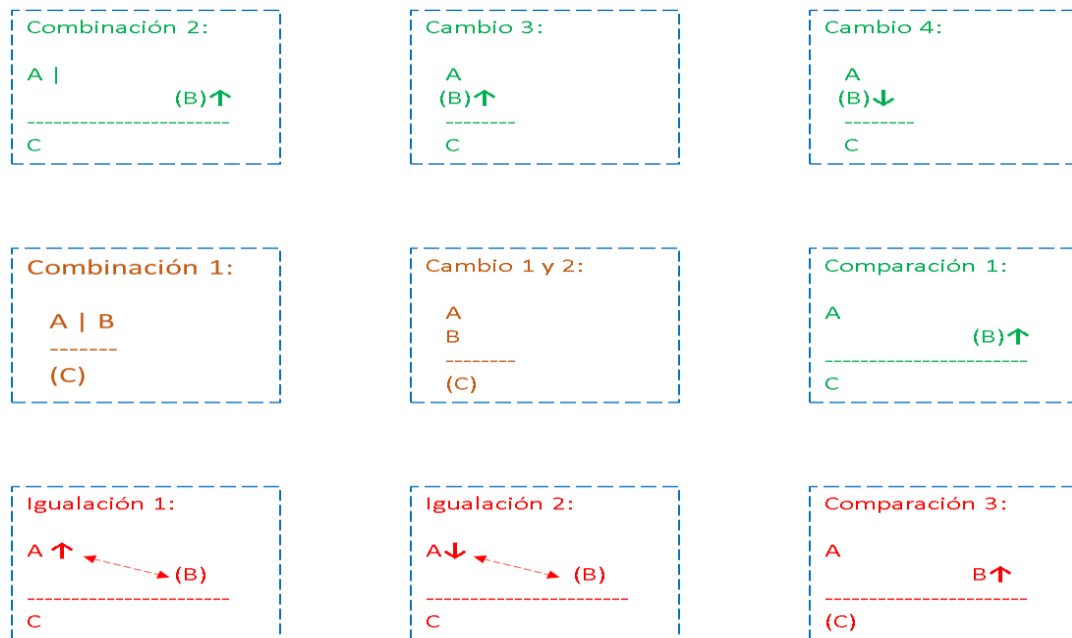 Combinación 2:
A |
(B)↑
-----------------------
C
Cambio 3:
A
(B)↑
--------
C
Cambio 4:
A
(B)↓
--------
C
Combinación 1:
A | B
-------
(C)
Cambio 1 y 2:
A
B
--------
(C)
Comparación 1:
A
(B)↑
-----------------------
C
Igualación 1:
A ↑
(B)
-----------------------
C
Igualación 2:
A↓
(B)
-----------------------
C
Comparación 3:
A
B↑
-----------------------
(C)